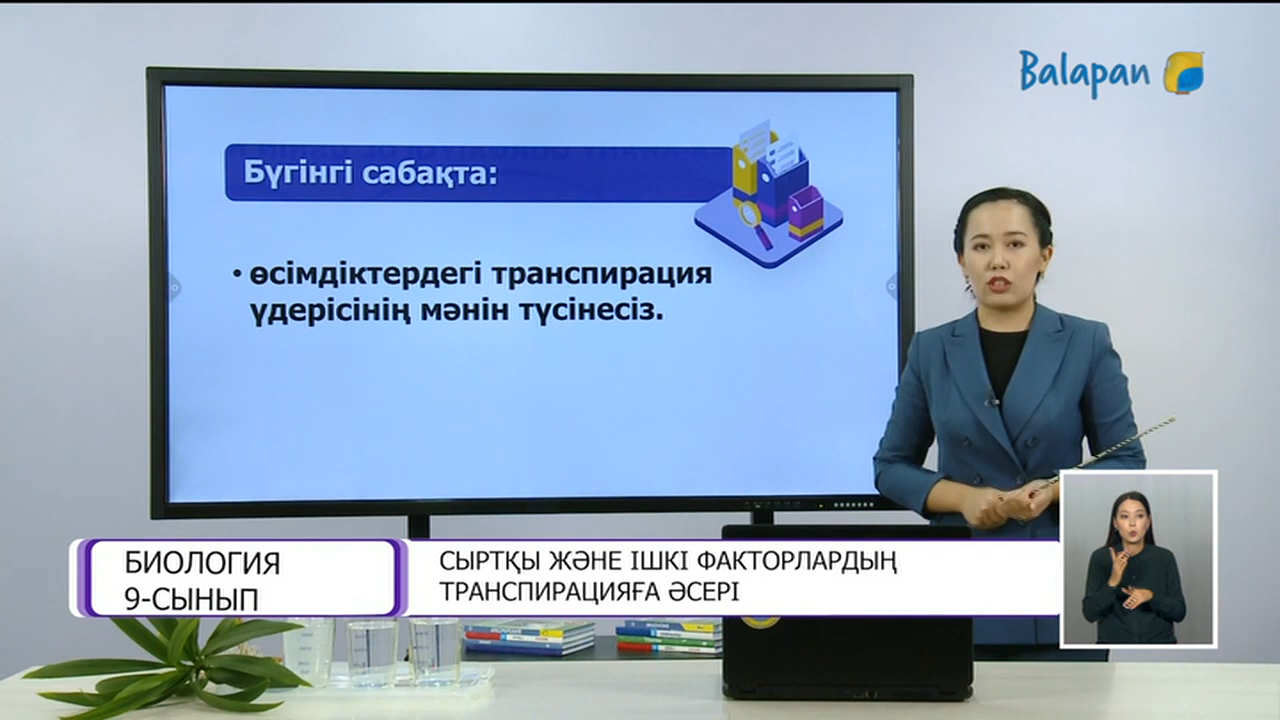 Balapan
Бүгінгі сабақта:
• өсімдіктердегі транспирация
үдерісінің мәнін түсінесіз.
БИОЛОГИЯ
9-СЫНЫП
СЫРТҚЫ ЖӘНЕ ІШКІ ФАКТОРЛАРДЫҢ
ТРАНСПИРАЦИЯҒА ӘСЕРІ